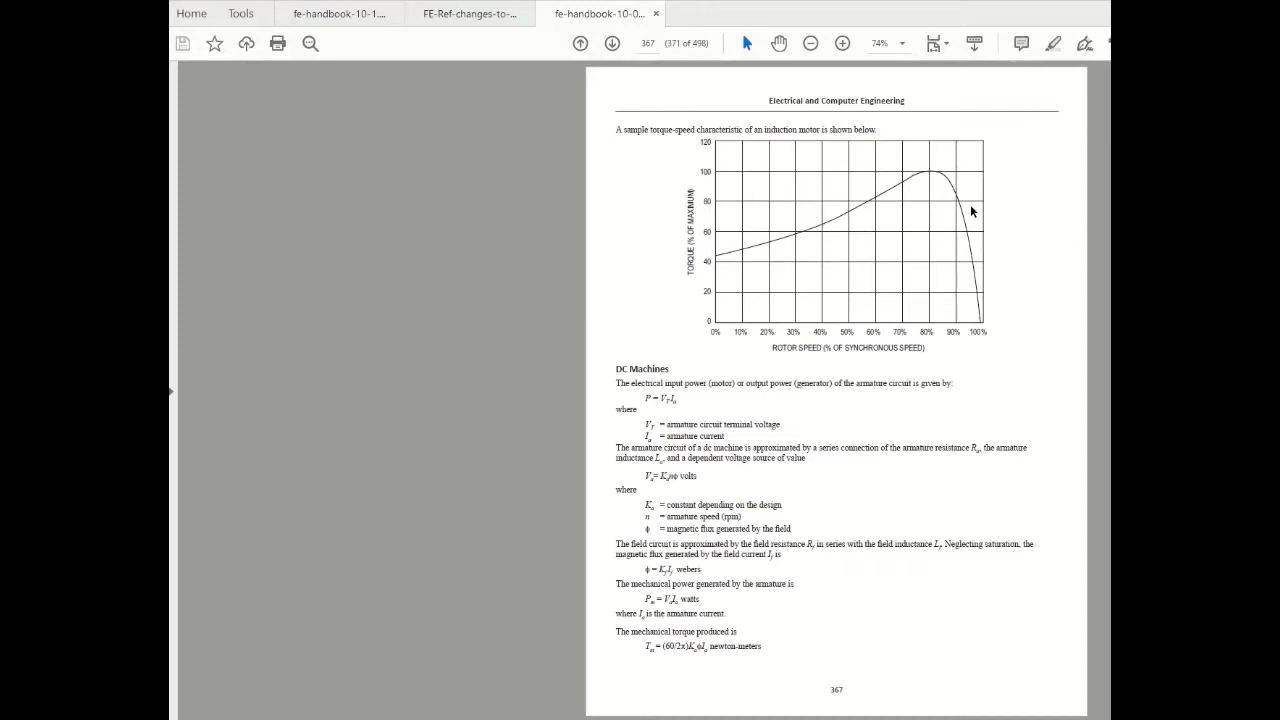 Home Tools fe-handbook-10-1.... FE-Ref-changes-to-... fe-handbook-10-0... ×
367 (371 of 498) 74%
Electrical and Computer Engineering
A sample torque-speed characteristic of an induction motor is shown below.
120
100
80
60
40
20
0
TORQUE (% OF MAXIMUM)
0% 10% 20% 30% 40% 50% 60% 70% 80% 90% 100%
ROTOR SPEED (% OF SYNCHRONOUS SPEED)
DC Machines
The electrical input power (motor) or output power (generator) of the armature circuit is given by:
P = V_T I_a
where
V_T = armature circuit terminal voltage
I_a = armature current
The armature circuit of a dc machine is approximated by a series connection of the armature resistance R_a, the armature
inductance L_a, and a dependent voltage source of value
V_a = K_a nϕ volts
where
K_a = constant depending on the design
n = armature speed (rpm)
ϕ = magnetic flux generated by the field
The field circuit is approximated by the field resistance R_f in series with the field inductance L_f. Neglecting saturation, the
magnetic flux generated by the field current I_f is
ϕ = K_f I_f webers
The mechanical power generated by the armature is
P_m = V_a I_a watts
where I_a is the armature current.
The mechanical torque produced is
T_m = (60/2π)K_a ϕI_a newton-meters
367